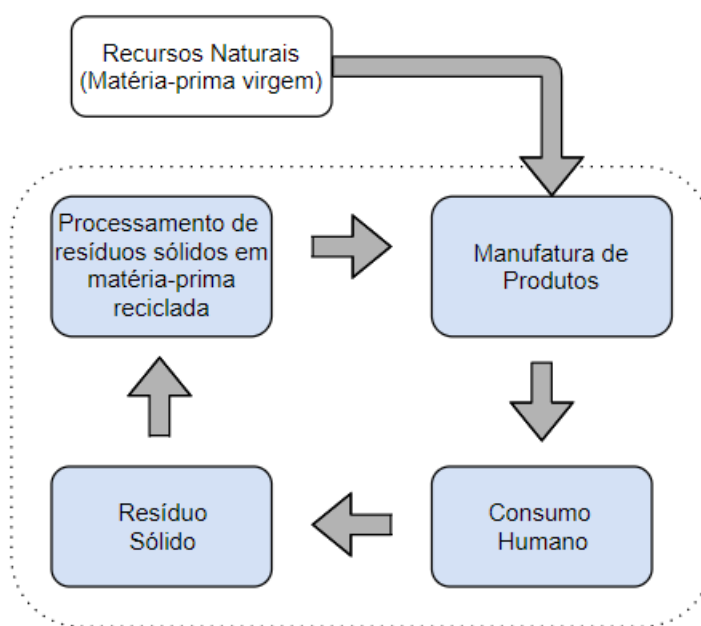 Recursos Naturais
(Matéria-prima virgem)
Processamento de
resíduos sólidos em
matéria-prima
reciclada
Manufatura de
Produtos
Resíduo
Sólido
Consumo
Humano